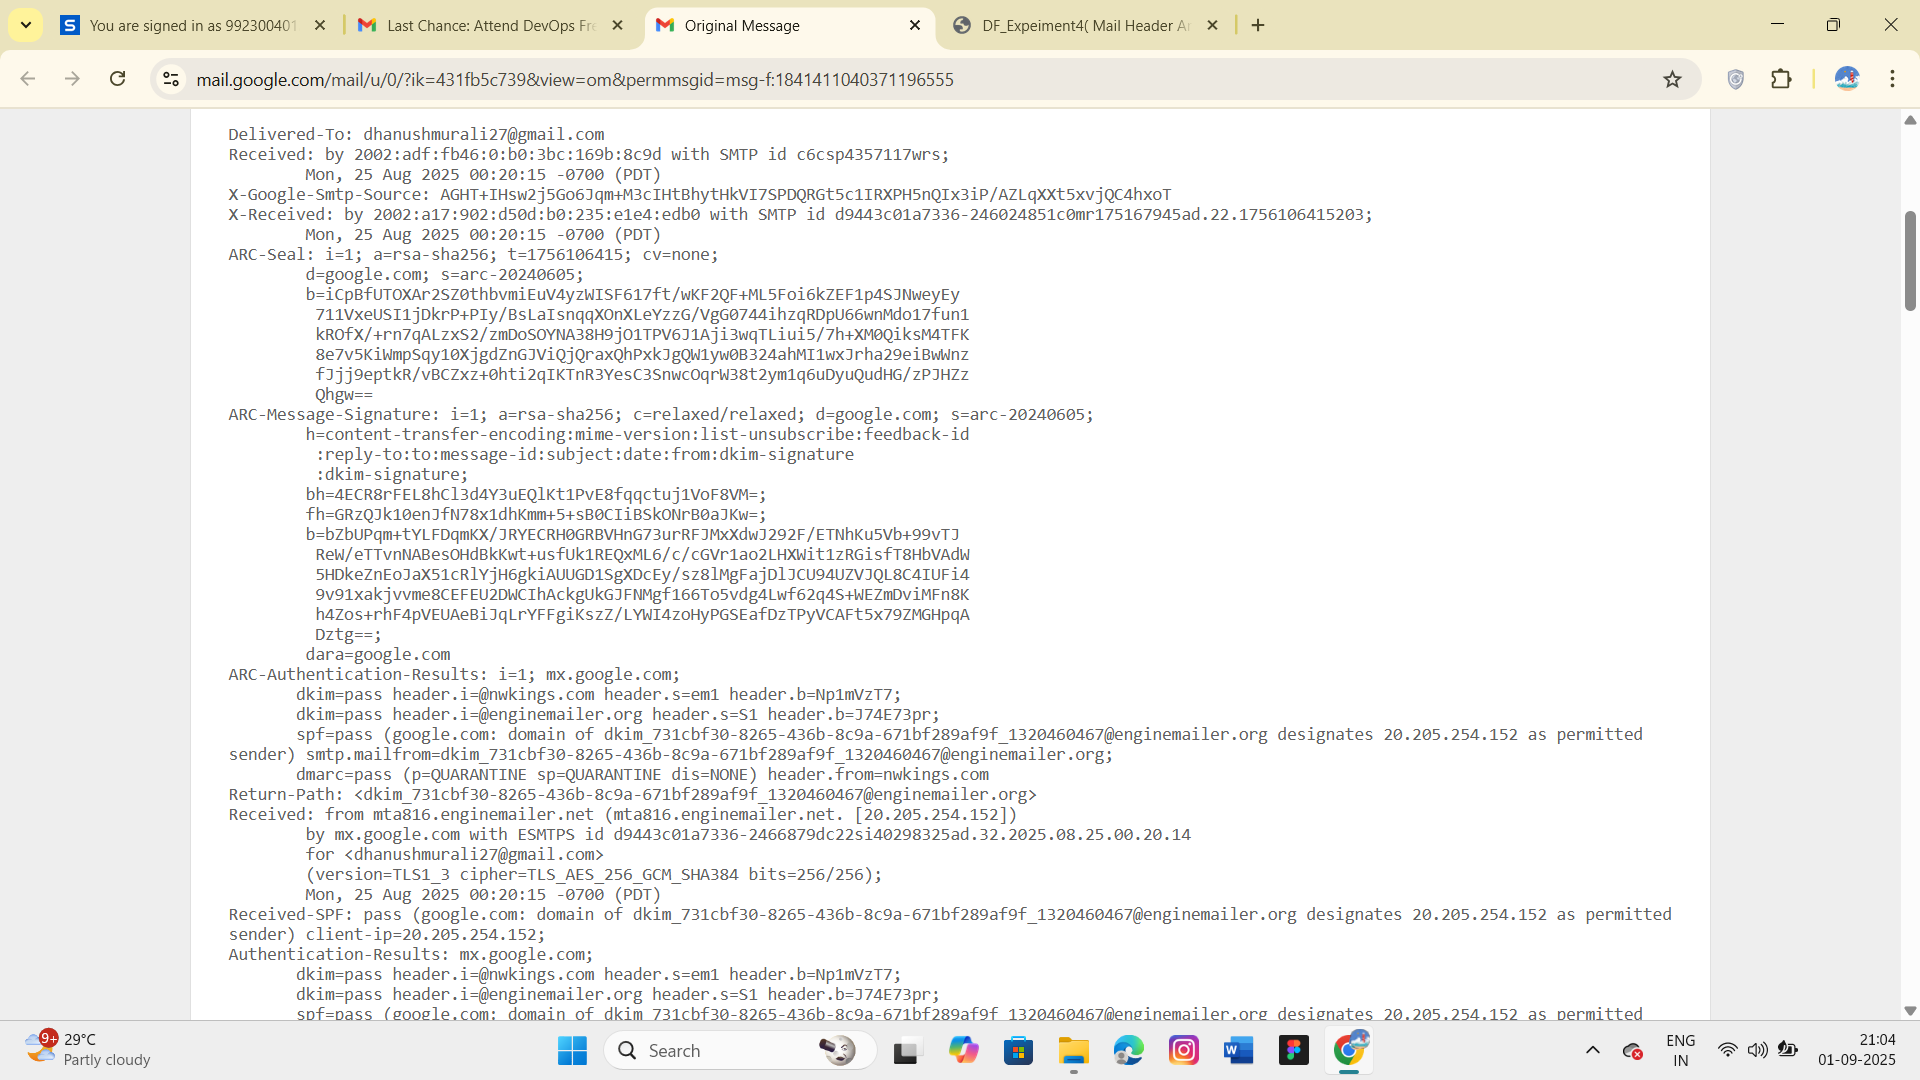 You are signed in as 992300401
Last Chance: Attend DevOps Fre
Original Message
DF_Expeiment4( Mail Header An
mail.google.com/mail/u/0/?ik=431fb5c739&view=om&permmsgid=msg-f:1841411040371196555
Delivered-To: dhanushmurali27@gmail.com
Received: by 2002:adf:fb46:0:b0:3bc:169b:8c9d with SMTP id c6csp4357117wrs;
Mon, 25 Aug 2025 00:20:15 -0700 (PDT)
X-Google-Smtp-Source: AGHT+IHsw2j5Go6Jqm+M3cIHtBhytHkVI7SPDQRGt5c1IRXPH5nQIx3iP/AZLqXXt5xvjQC4hxoT
X-Received: by 2002:a17:902:d50d:b0:235:e1e4:edb0 with SMTP id d9443c01a7336-246024851c0mr175167945ad.22.1756106415203;
Mon, 25 Aug 2025 00:20:15 -0700 (PDT)
ARC-Seal: i=1; a=rsa-sha256; t=1756106415; cv=none;
d=google.com; s=arc-20240605;
b=iCpBfUTOXAr2SZ0thbvmiEuV4yzWISF617ft/wKF2QF+ML5Foi6kZEF1p4SJNweyEy
711VxeUSI1jDkrP+PIy/BsLaIsnqqXOnXLeYzzG/VgG0744ihzqRDpU66wnMdo17fun1
kROfX/+rn7qALzxS2/zmDoSOYNA38H9jO1TPV6J1Aji3wqTLiui5/7h+XM0QiksM4TFK
8e7v5KiWmpSqy10XjgdZnGJViQjQraxQhPxkJgQW1yw0B324ahMI1wxJrha29eiBwWnz
fJjj9eptkR/vBCZxz+0hti2qIKTnR3YesC3SnwcOqrW38t2ym1q6uDyuQudHG/zPJHZz
Qhgw==
ARC-Message-Signature: i=1; a=rsa-sha256; c=relaxed/relaxed; d=google.com; s=arc-20240605;
h=content-transfer-encoding:mime-version:list-unsubscribe:feedback-id
:reply-to:to:message-id:subject:date:from:dkim-signature
:dkim-signature;
bh=4ECR8rFEL8hCl3d4Y3uEQlKt1PvE8fqqctuj1VoF8VM=;
fh=GRzQJk10enJfN78x1dhKmm+5+sB0CIiBSkONrB0aJKw=;
b=bZbUPqm+tYLFDqmKX/JRYECRH0GRBVHnG73urRFJMxXdwJ292F/ETNhKu5Vb+99vTJ
ReW/eTTvnNABesOHdBkKwt+usfUk1REQxML6/c/cGVr1ao2LHXWit1zRGisfT8HbVAdW
5HDkeZnEoJaX51cRlYjH6gkiAUUGD1SgXDcEy/sz8lMgFajDlJCU94UZVJQL8C4IUFi4
9v91xakjvvme8CEFEU2DWCIhAckgUkGJFNMgf166To5vdg4Lwf62q4S+WEZmDviMFn8K
h4Zos+rhF4pVEUAeBiJqLrYFFgiKszZ/LYWI4zoHyPGSEafDzTPyVCAFt5x79ZMGHpqA
Dztg==;
dara=google.com
ARC-Authentication-Results: i=1; mx.google.com;
dkim=pass header.i=@nwkings.com header.s=em1 header.b=Np1mVzT7;
dkim=pass header.i=@enginemailer.org header.s=S1 header.b=J74E73pr;
spf=pass (google.com: domain of dkim_731cbf30-8265-436b-8c9a-671bf289af9f_1320460467@enginemailer.org designates 20.205.254.152 as permitted
sender) smtp.mailfrom=dkim_731cbf30-8265-436b-8c9a-671bf289af9f_1320460467@enginemailer.org;
dmarc=pass (p=QUARANTINE sp=QUARANTINE dis=NONE) header.from=nwkings.com
Return-Path: <dkim_731cbf30-8265-436b-8c9a-671bf289af9f_1320460467@enginemailer.org>
Received: from mta816.enginemailer.net (mta816.enginemailer.net. [20.205.254.152])
by mx.google.com with ESMTPS id d9443c01a7336-2466879dc22si40298325ad.32.2025.08.25.00.20.14
for <dhanushmurali27@gmail.com>
(version=TLS1_3 cipher=TLS_AES_256_GCM_SHA384 bits=256/256);
Mon, 25 Aug 2025 00:20:15 -0700 (PDT)
Received-SPF: pass (google.com: domain of dkim_731cbf30-8265-436b-8c9a-671bf289af9f_1320460467@enginemailer.org designates 20.205.254.152 as permitted
sender) client-ip=20.205.254.152;
Authentication-Results: mx.google.com;
dkim=pass header.i=@nwkings.com header.s=em1 header.b=Np1mVzT7;
dkim=pass header.i=@enginemailer.org header.s=S1 header.b=J74E73pr;
spf=pass (google.com: domain of dkim_731cbf30-8265-436b-8c9a-671bf289af9f_1320460467@enginemailer.org designates 20.205.254.152 as permitted
9+
29°C
Partly cloudy
Search
ENG
IN
21:04
01-09-2025